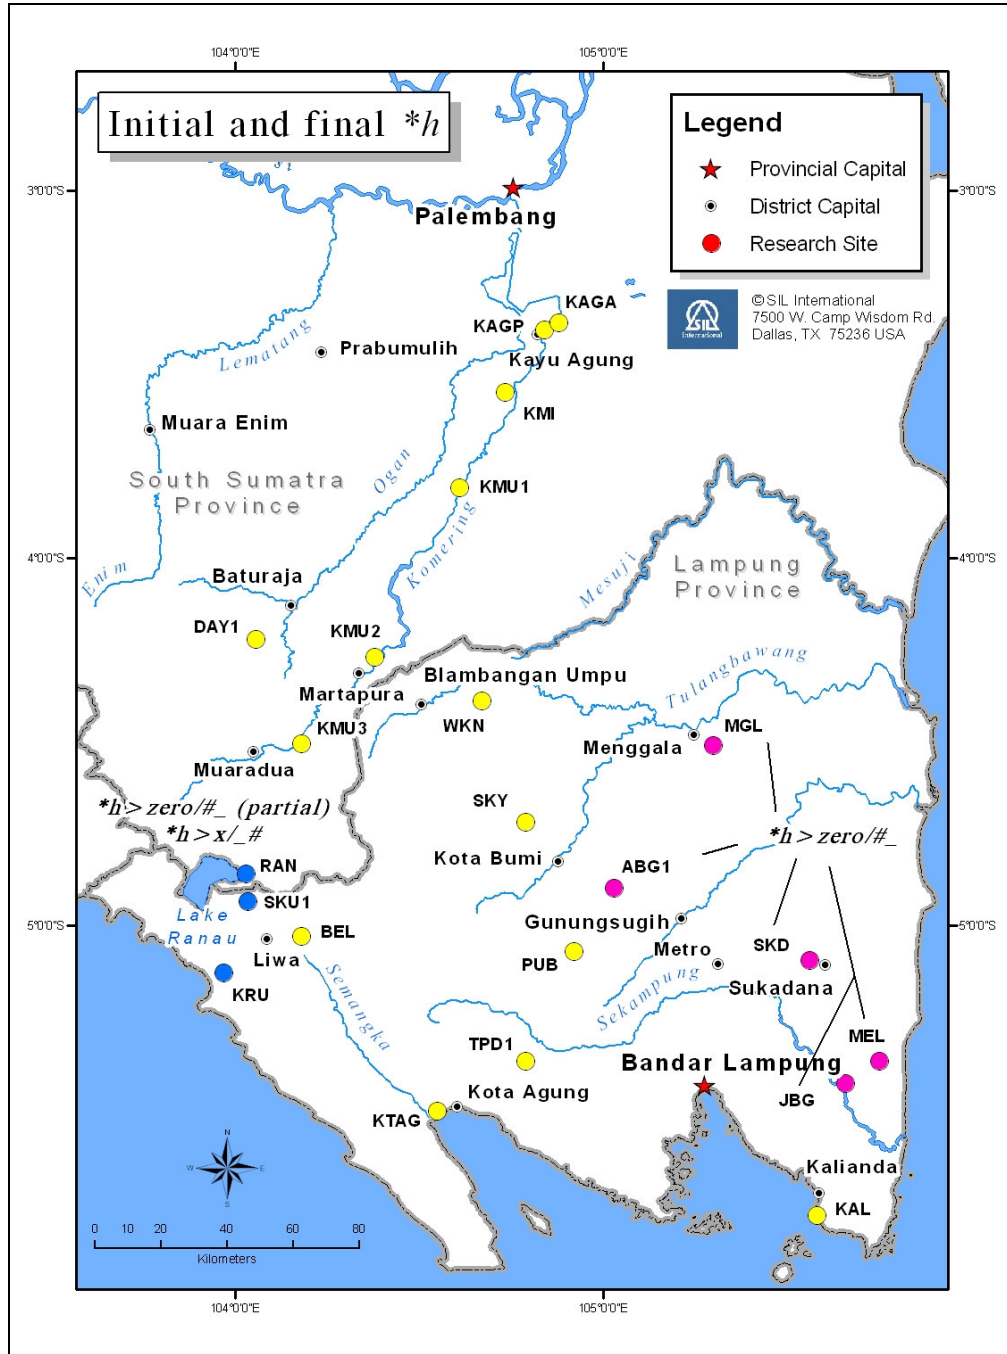 104°0'0"E
105°0'0"E
Initial and final *h
Legend
Provincial Capital
District Capital
Research Site
3°0'0"S
3°0'0"S
Palembang
©SIL International
7500 W. Camp Wisdom Rd.
Dallas, TX 75236 USA
SIL
International
KAGA
KAGP
Kayu Agung
Lematang
Prabumulih
KMI
Muara Enim
South Sumatra
Province
Ogan
KMU1
Komering
4°0'0"S
4°0'0"S
Enim
Baturaja
Mesuji
Lampung
Province
DAY1
KMU2
Martapura
Blambangan Umpu
Tulangbawang
WKN
KMU3
MGL
Menggala
Muaradua
*h > zero/#_ (partial)
*h > x/_#
SKY
*h > zero/#_
Kota Bumi
RAN
ABG1
SKU1
Lake
Ranau
Gunungsugih
5°0'0"S
5°0'0"S
BEL
Liwa
SKD
Metro
PUB
KRU
Semangka
Sekampung
Sukadana
TPD1
MEL
Bandar Lampung
Kota Agung
JBG
KTAG
N
W
E
S
Kalianda
KAL
0 20 40 60 80
Kilometers
104°0'0"E
105°0'0"E